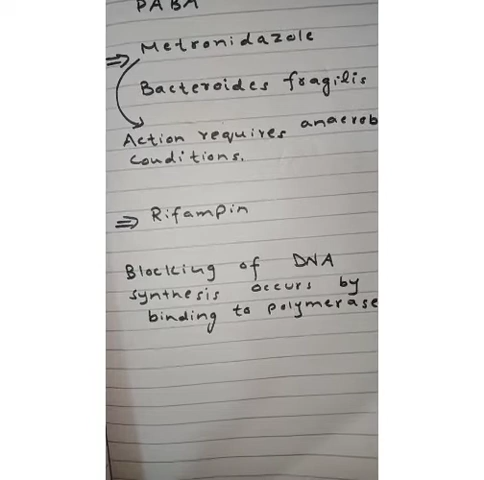 PABA
⇒ Metronidazole
Bacteroides fragilis
Action requires anaerob
conditions.
⇒ Rifampin
Blocking of DNA
synthesis occurs by
binding to polymerase